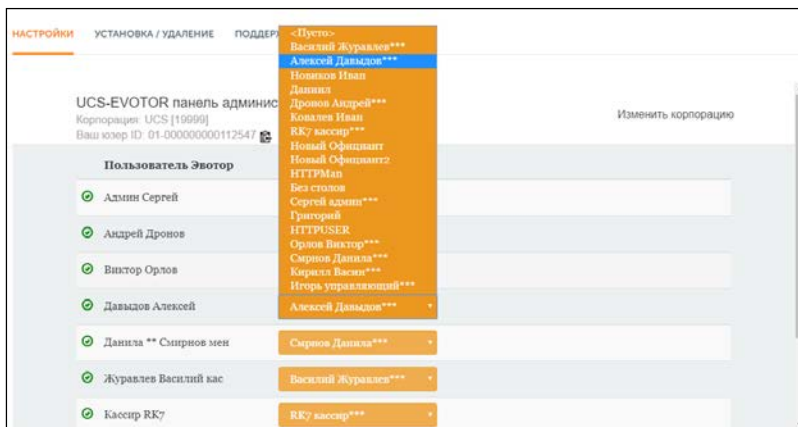 НАСТРОЙКИ УСТАНОВКА / УДАЛЕНИЕ ПОДДЕР
<Пусто>
Василий Журавлев***
Алексей Давыдов***
Новиков Иван
Даниил
Дронов Андрей***
Ковалев Иван
RK7 кассир***
Новый Официант
Новый Официант2
HTTPMan
Без столов
Сергей админ***
Григорий
HTTPUSER
Орлов Виктор***
Смрнов Данила***
Кирилл Васин***
Игорь управляющий***
UCS-EVOTOR панель админис
Корпорация: UCS [19999]
Ваш юзер ID: 01-000000000112547
Изменить корпорацию
Пользователь Эвотор
Админ Сергей
Андрей Дронов
Виктор Орлов
Давыдов Алексей Алексей Давыдов***
Данила ** Смирнов мен Смрнов Данила***
Журавлев Василий кас Василий Журавлев***
Кассир RK7 RK7 кассир***